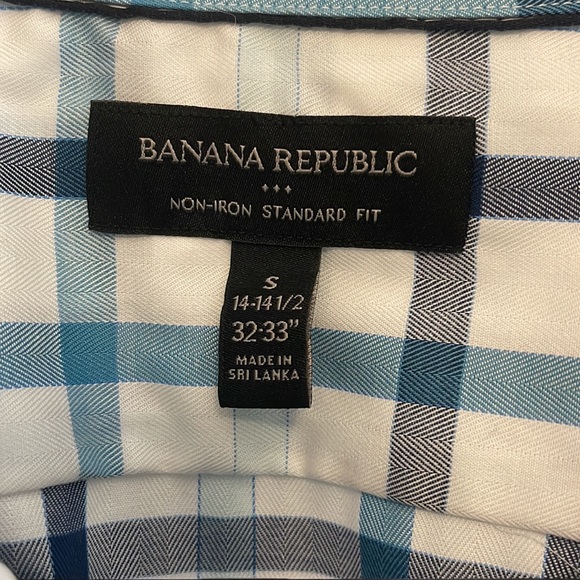 BANANA REPUBLIC
NON-IRON STANDARD FIT
S
14-14 1/2
32-33"
MADE IN
SRI LANKA